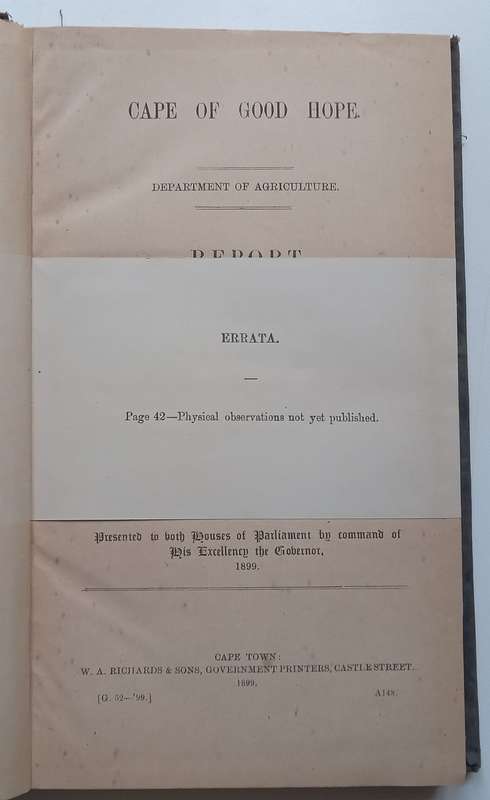 CAPE OF GOOD HOPE.
DEPARTMENT OF AGRICULTURE.
REPORT
ERRATA.
Page 42—Physical observations not yet published.
Presented to both Houses of Parliament by command of
His Excellency the Governor,
1899.
CAPE TOWN:
W. A. RICHARDS & SONS, GOVERNMENT PRINTERS, CASTLE STREET.
1899.
[G. 52—'99.]
A148.